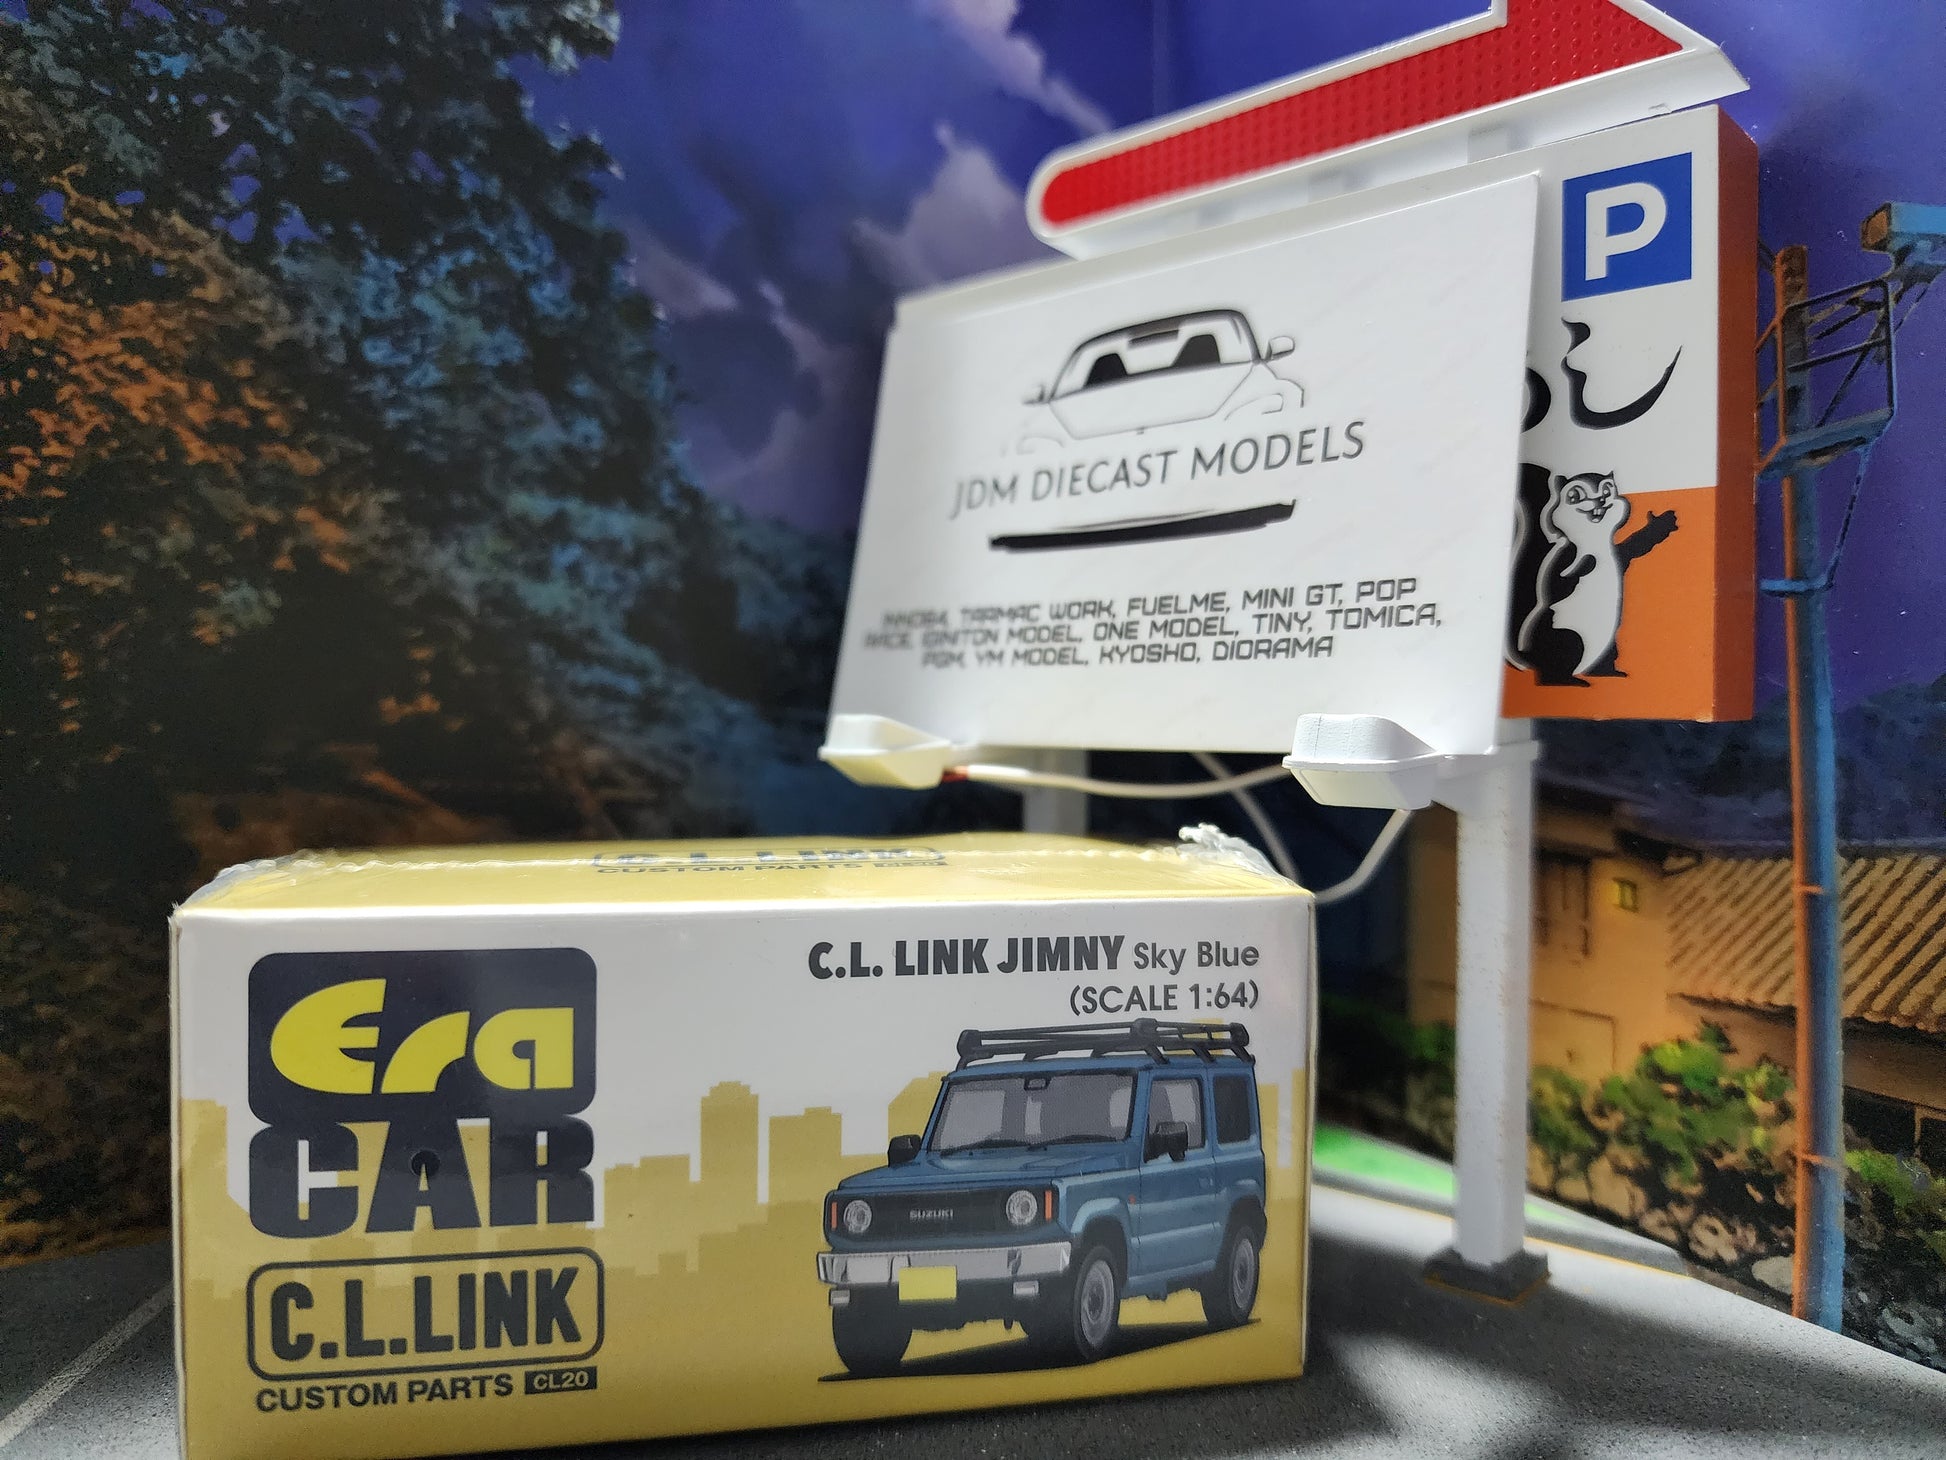 P
し
JDM DIECAST MODELS
INNO64, TARMAC WORK, FUELME, MINI GT, POP
RACE, IGNITON MODEL, ONE MODEL, TINY, TOMICA,
PGM, YM MODEL, KYOSHO, DIORAMA
C.L. LINK
CUSTOM PARTS
Era
CAR
C.L.LINK
CUSTOM PARTS CL20
C.L. LINK JIMNY Sky Blue
(SCALE 1:64)
SUZUKI